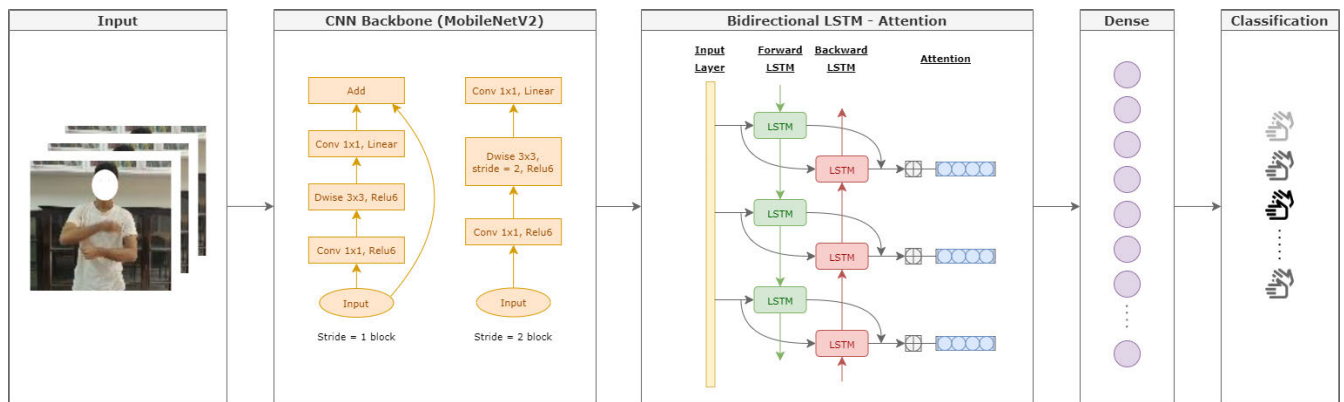 Input
CNN Backbone (MobileNetV2)
Bidirectional LSTM - Attention
Dense
Classification
Add
Conv 1x1, Linear
Dwise 3x3, Relu6
Conv 1x1, Relu6
Input
Stride = 1 block
Conv 1x1, Linear
Dwise 3x3,
stride = 2, Relu6
Conv 1x1, Relu6
Input
Stride = 2 block
Input
Layer
Forward
LSTM
Backward
LSTM
Attention
LSTM
LSTM
LSTM
LSTM
LSTM
LSTM